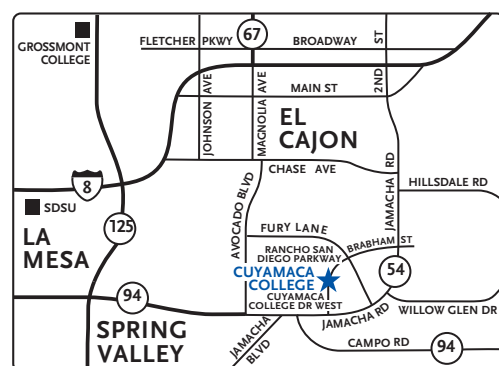 GROSSMONT
COLLEGE
FLETCHER PKWY
67
BROADWAY
2ND ST
MAIN ST
JOHNSON AVE
MAGNOLIA AVE
EL
CAJON
CHASE AVE
JAMACHA RD
HILLSDALE RD
8
SDSU
125
LA
MESA
AVOCADO BLVD
FURY LANE
RANCHO SAN
DIEGO PARKWAY
BRABHAM ST
CUYAMACA
COLLEGE
CUYAMACA
COLLEGE DR WEST
54
94
JAMACHA RD
WILLOW GLEN DR
SPRING
VALLEY
JAMACHA
BLVD
CAMPO RD
94